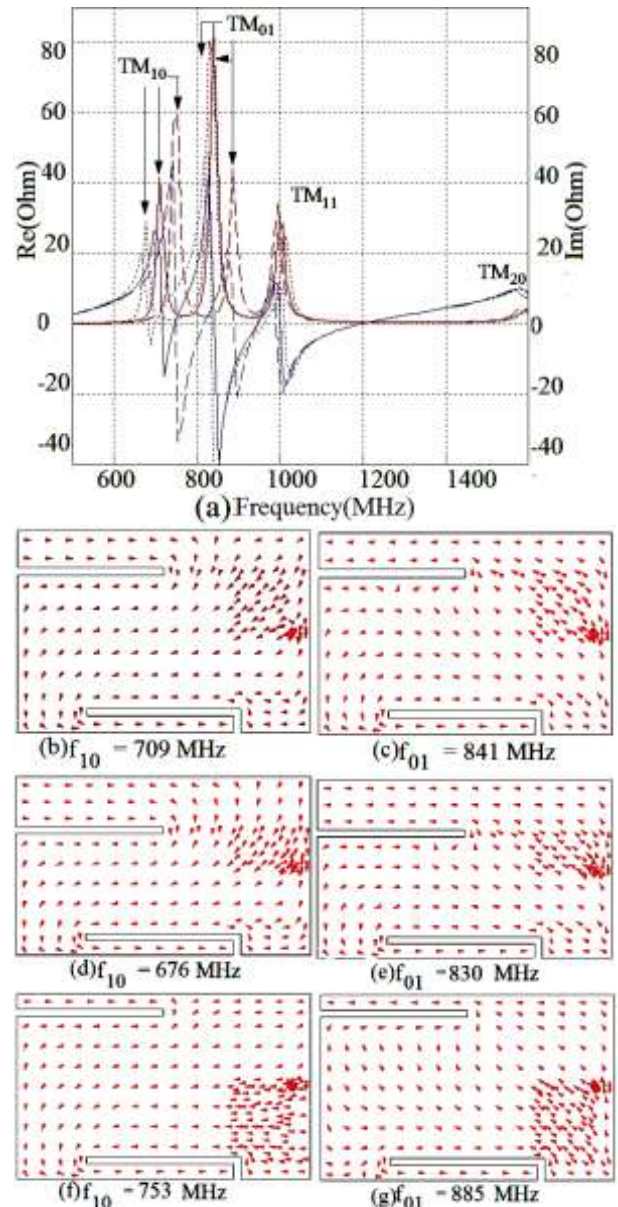 80
60
40
20
0
-20
-40
Re(Ohm)
TM10
TM01
TM11
TM20
80
60
40
20
0
-20
-40
Im(Ohm)
600 800 1000 1200 1400
(a)Frequency(MHz)
(b)f10 = 709 MHz
(c)f01 = 841 MHz
(d)f10 = 676 MHz
(e)f01 = 830 MHz
(f)f10 = 753 MHz
(g)f01 = 885 MHz